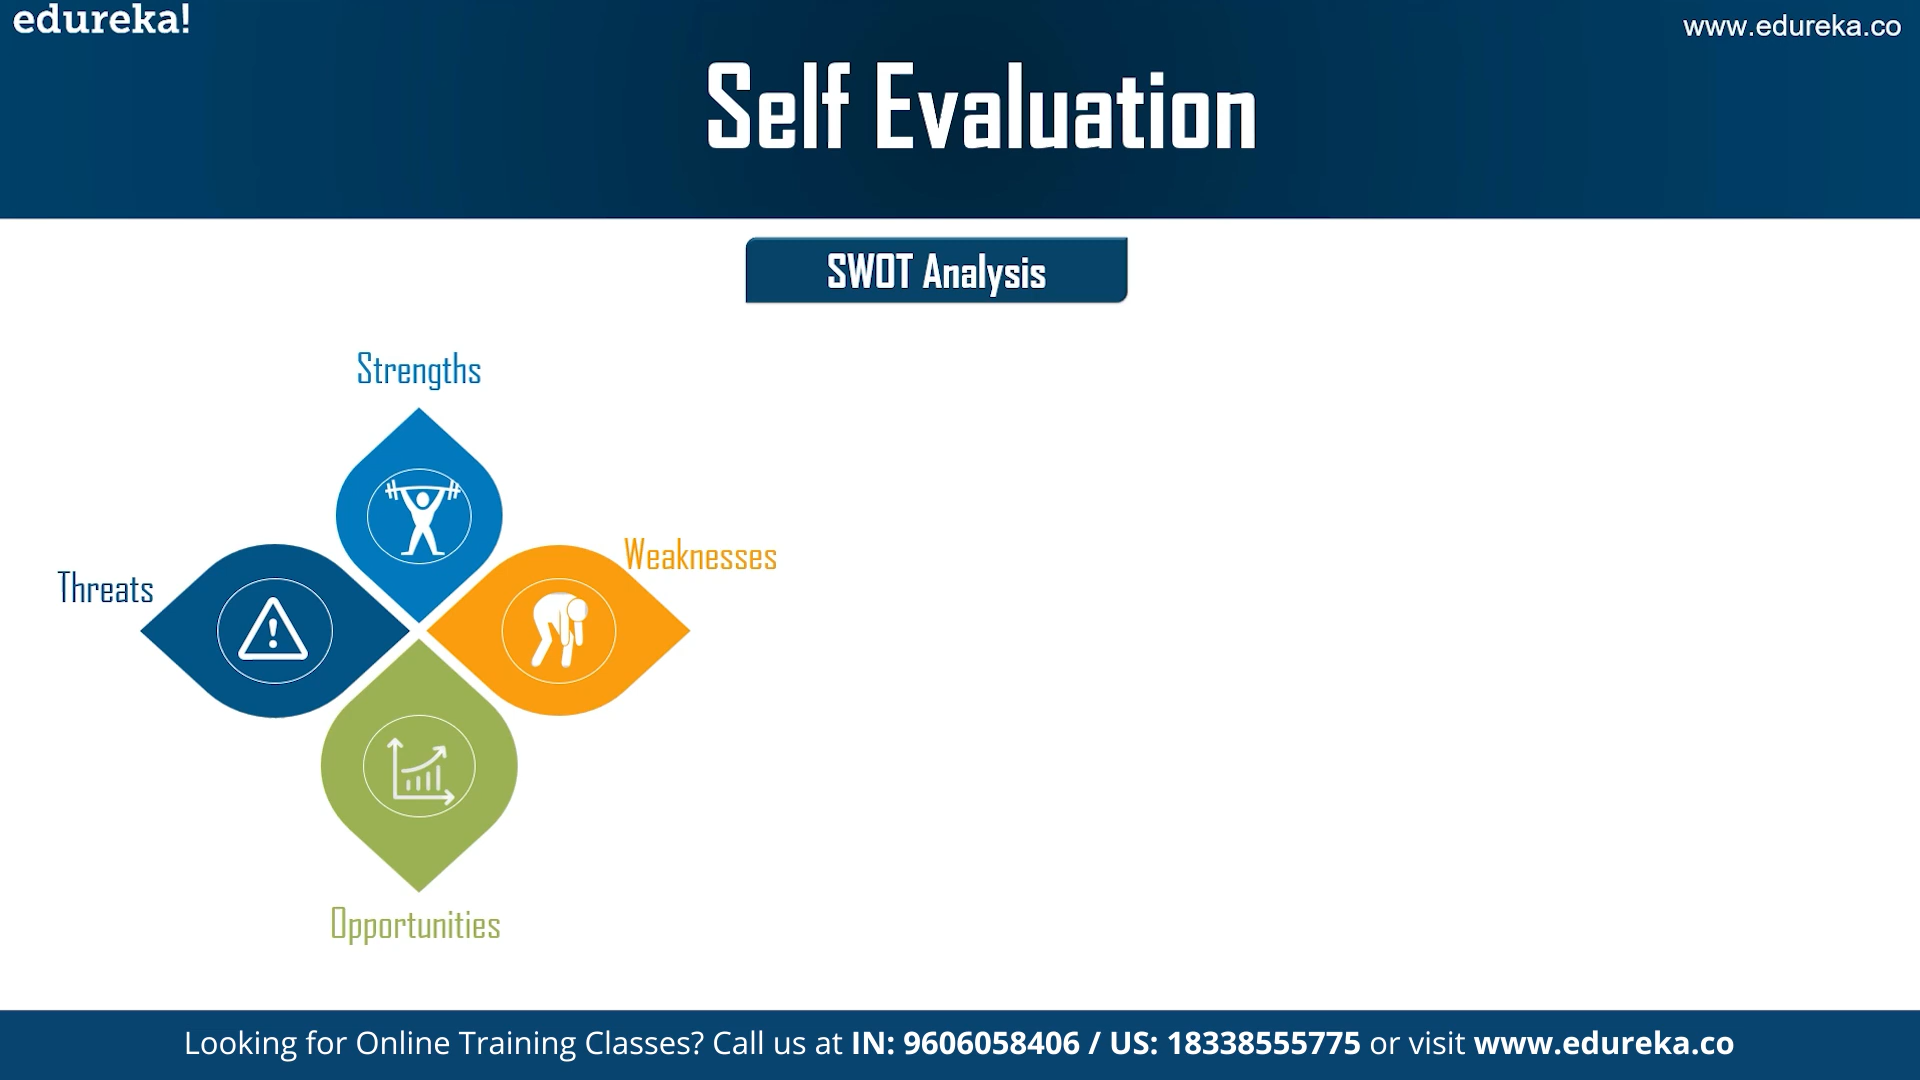 edureka!
www.edureka.co
Self Evaluation
SWOT Analysis
Strengths
Weaknesses
Threats
Opportunities
Looking for Online Training Classes? Call us at IN: 9606058406 / US: 18338555775 or visit www.edureka.co